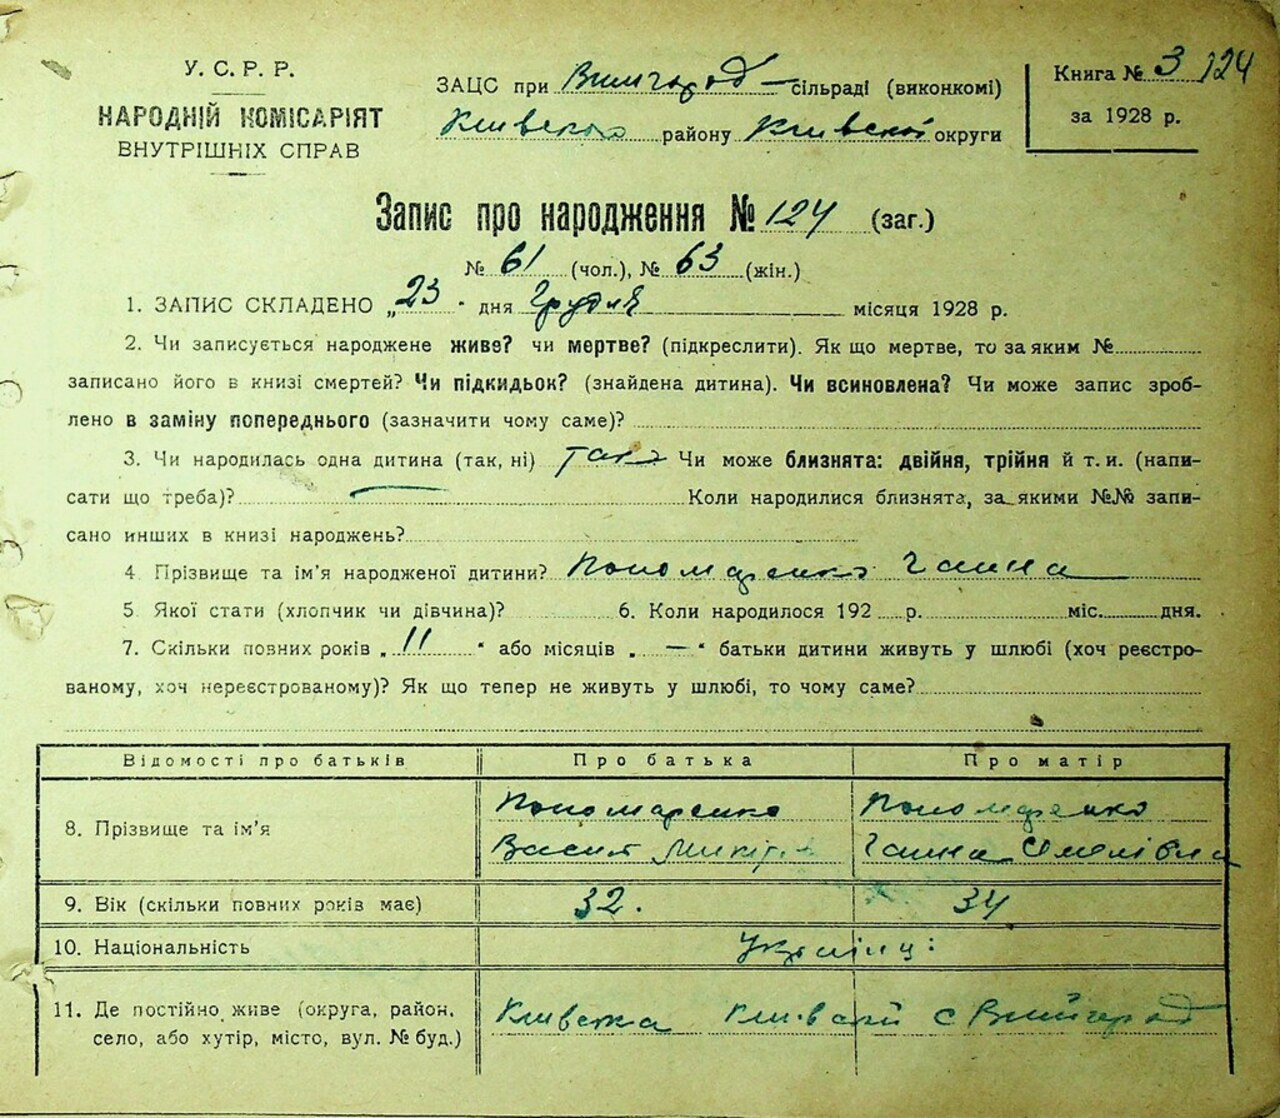 У. С. Р. Р.
НАРОДНІЙ КОМІСАРІЯТ
ВНУТРІШНІХ СПРАВ
ЗАЦС при Вишгород сільраді (виконкомі)
Київського району Київської округи
Книга № 3 124
за 1928 р.
Запис про народження № 124 (заг.)
№ 61 (чол.), № 63 (жін.)
1. ЗАПИС СКЛАДЕНО „23" дня Грудня місяця 1928 р.
2. Чи записується народжене живе? чи мертве? (підкреслити). Як що мертве, то за яким №
записано його в книзі смертей? Чи підкидьок? (знайдена дитина). Чи всиновлена? Чи може запис зроб-
лено в заміну попереднього (зазначити чому саме)?
3. Чи народилась одна дитина (так, ні) так Чи може близнята: двійня, трійня й т. и. (напи-
сати що треба)? — Коли народилися близнята, за якими №№ запи-
сано инших в книзі народжень?
4 Прізвище та ім'я народженої дитини? Пономаренко Ганна
5 Якої стати (хлопчик чи дівчина)? 6. Коли народилося 192 р. міс. дня.
7. Скільки повних років „11" або місяців „—" батьки дитини живуть у шлюбі (хоч реєстро-
ваному, хоч нереєстрованому)? Як що тепер не живуть у шлюбі, то чому саме?
Відомості про батьків Про батька Про матір
8. Прізвище та ім'я
Пономаренко Пономаренко
Василь Ганна Омелівна
9. Вік (скільки повних років має) 32. 34
10. Національність Українці
11. Де постійно живе (округа, район, село, або хутір, місто, вул. № буд.) Київска Київский с Вишгород